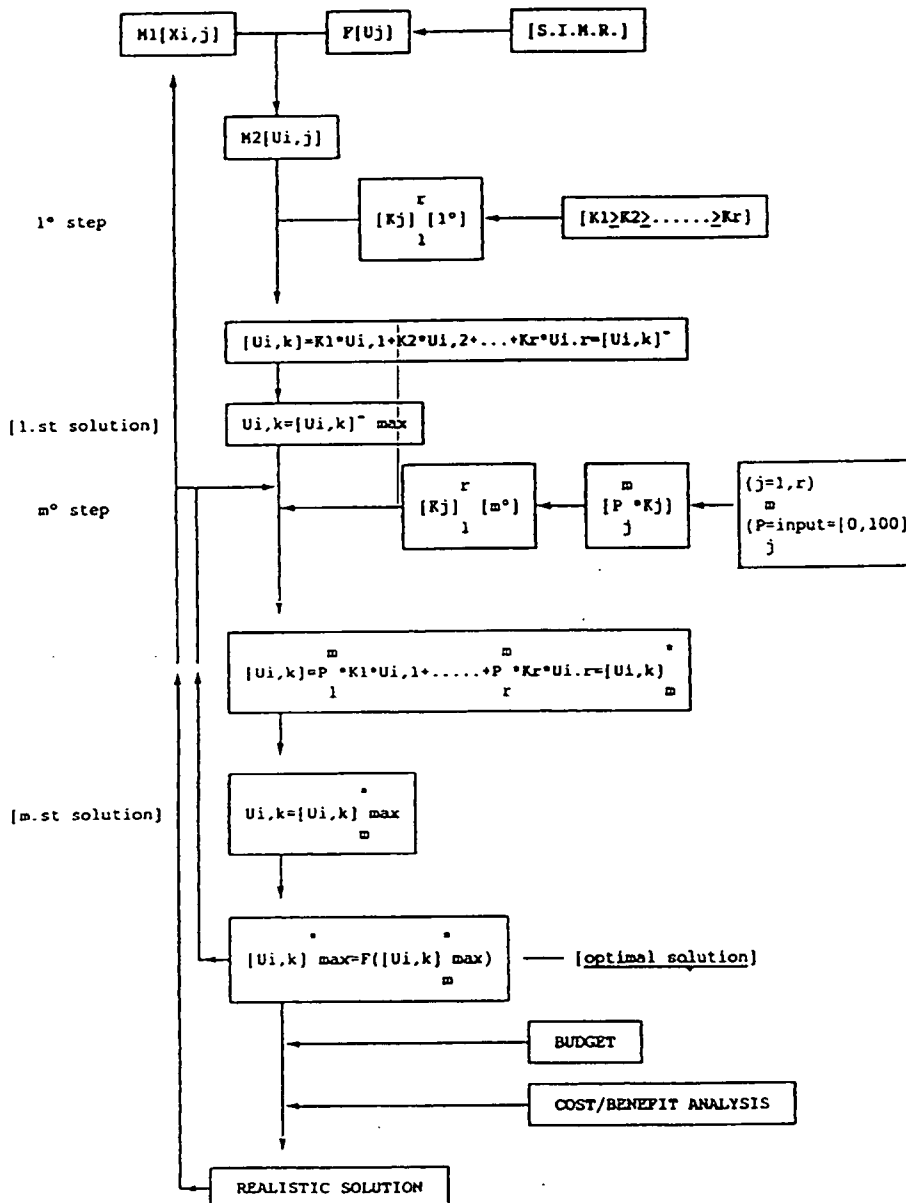 M1[Xi,j]
F[Uj]
[S.I.M.R.]
M2[Ui,j]
1° step
r
[Kj] [1°]
1
[K1≥K2≥......≥Kr]
[Ui,k]=K1*Ui,1+K2*Ui,2+...+Kr*Ui.r=[Ui,k]~
[1.st solution]
Ui,k=[Ui,k]~ max
m° step
r
[Kj] [m°]
1
m
[P *Kj]
j
(j=1,r)
m
(P=input=[0,100]
j
m m *
[Ui,k]=P *K1*Ui,1+.....+P *Kr*Ui.r=[Ui,k]
1 r m
[m.st solution]
*
Ui,k=[Ui,k] max
m
* *
[Ui,k] max=F([Ui,k] max)
m
[optimal solution]
BUDGET
COST/BENEFIT ANALYSIS
REALISTIC SOLUTION